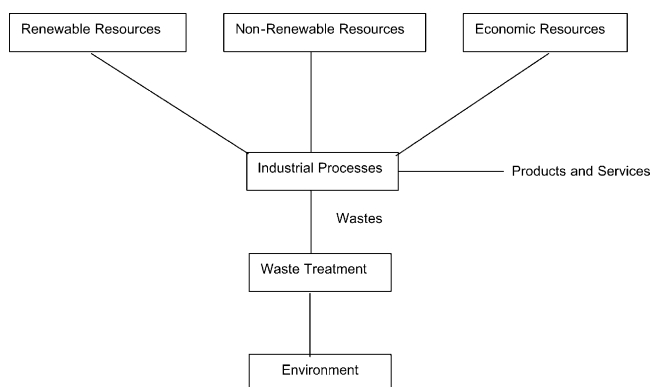 Renewable Resources
Non-Renewable Resources
Economic Resources
Industrial Processes
Products and Services
Wastes
Waste Treatment
Environment